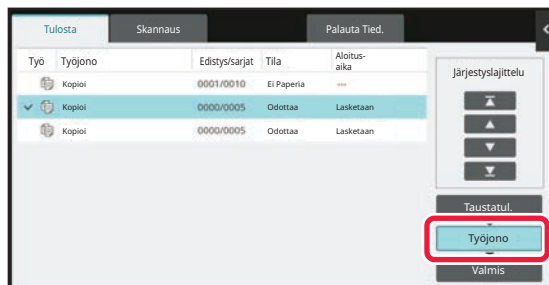 Tulosta Skannaus Palauta Tied.
Työ Työjono Edistys/sarjat Tila Aloitus-
aika
Kopioi 0001/0010 Ei Paperia ---
Kopioi 0000/0005 Odottaa Lasketaan
Kopioi 0000/0005 Odottaa Lasketaan
Järjestyslajittelu
Taustatul.
Työjono
Valmis